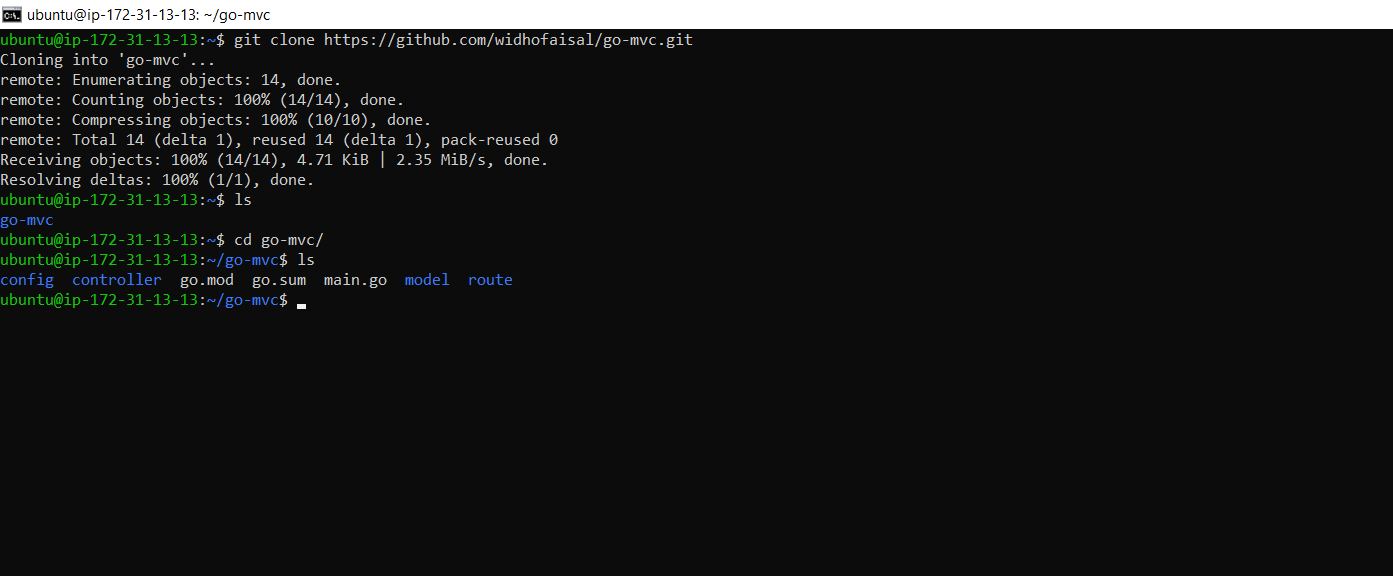 ubuntu@ip-172-31-13-13: ~/go-mvc
ubuntu@ip-172-31-13-13:~$ git clone https://github.com/widhofaisal/go-mvc.git
Cloning into 'go-mvc'...
remote: Enumerating objects: 14, done.
remote: Counting objects: 100% (14/14), done.
remote: Compressing objects: 100% (10/10), done.
remote: Total 14 (delta 1), reused 14 (delta 1), pack-reused 0
Receiving objects: 100% (14/14), 4.71 KiB | 2.35 MiB/s, done.
Resolving deltas: 100% (1/1), done.
ubuntu@ip-172-31-13-13:~$ ls
go-mvc
ubuntu@ip-172-31-13-13:~$ cd go-mvc/
ubuntu@ip-172-31-13-13:~/go-mvc$ ls
config  controller  go.mod  go.sum  main.go  model  route
ubuntu@ip-172-31-13-13:~/go-mvc$